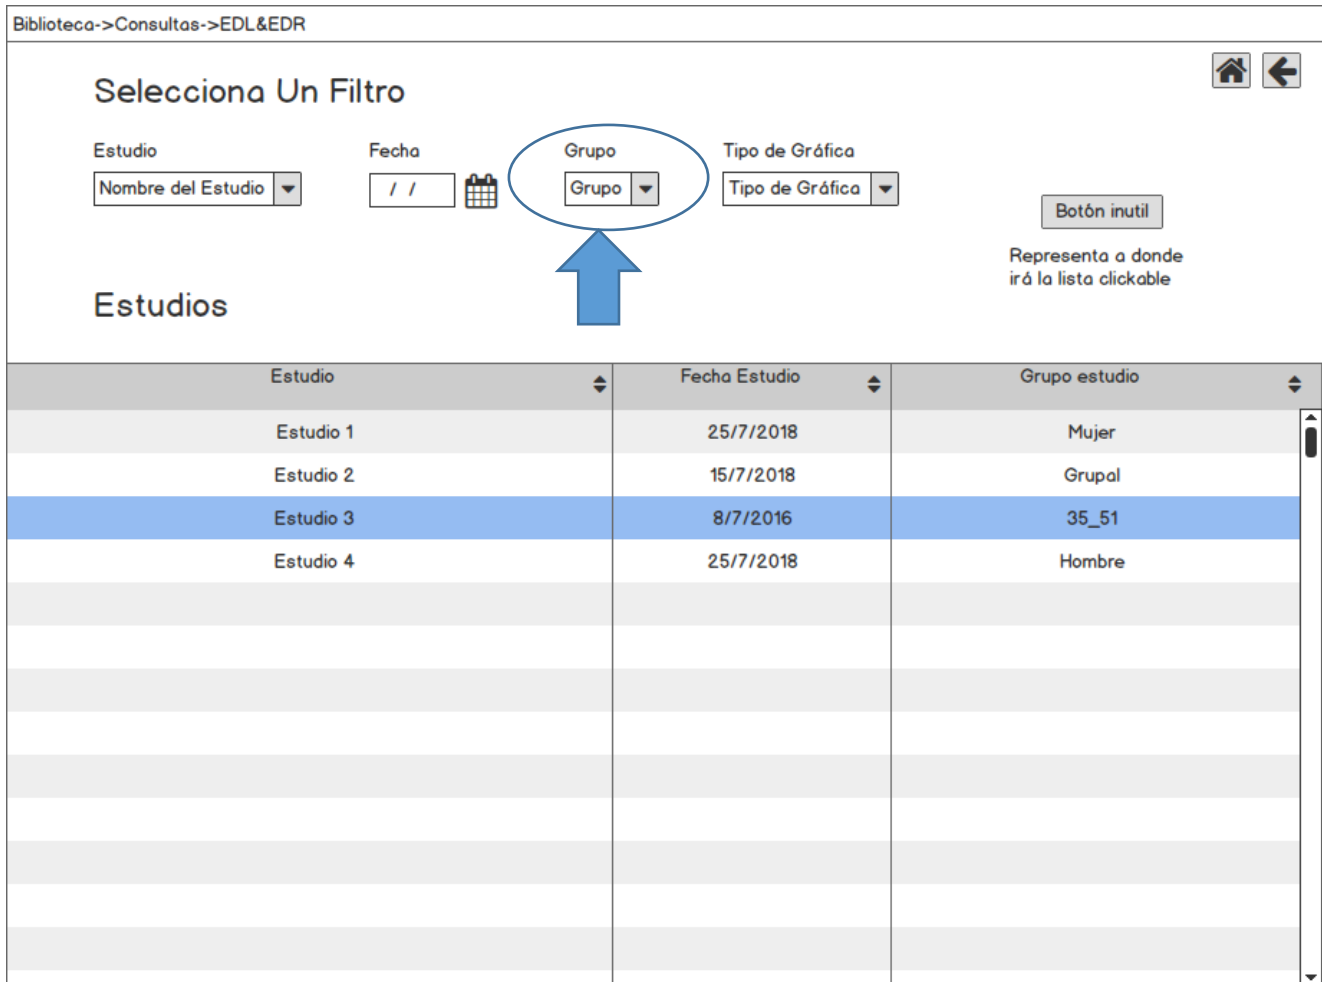 Biblioteca->Consultas->EDL&EDR
Selecciona Un Filtro
Estudio Fecha Grupo Tipo de Gráfica
Nombre del Estudio / / Grupo Tipo de Gráfica
Botón inutil
Representa a donde
irá la lista clickable
Estudios
Estudio Fecha Estudio Grupo estudio
Estudio 1 25/7/2018 Mujer
Estudio 2 15/7/2018 Grupal
Estudio 3 8/7/2016 35_51
Estudio 4 25/7/2018 Hombre